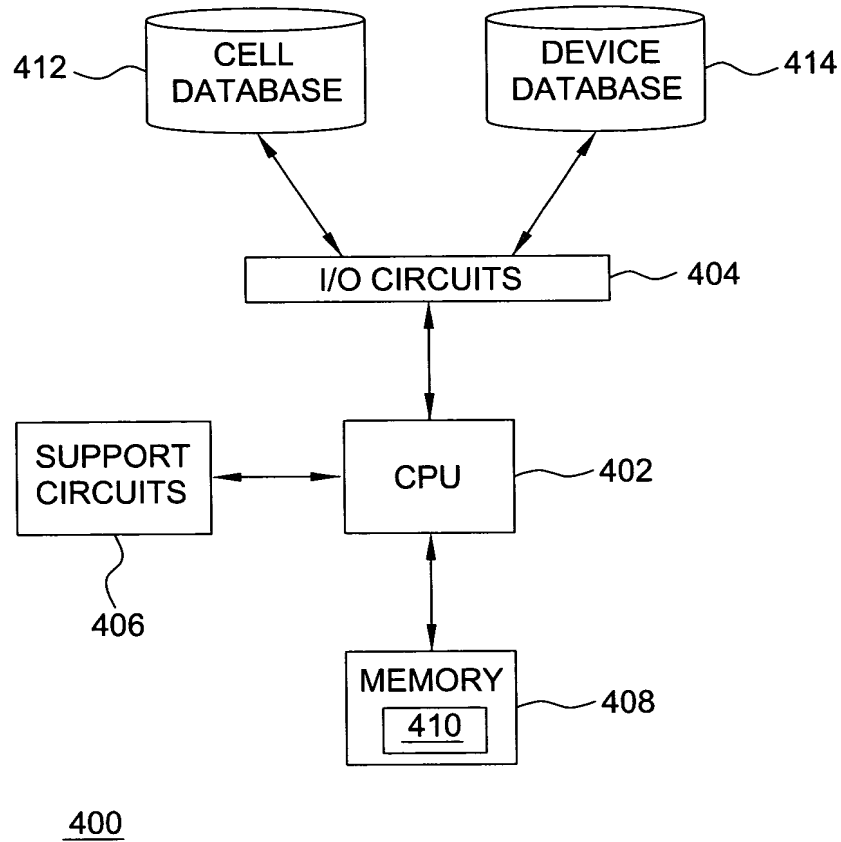 412
CELL
DATABASE
DEVICE
DATABASE
414
I/O CIRCUITS
404
SUPPORT
CIRCUITS
CPU
402
406
MEMORY
410
408
400